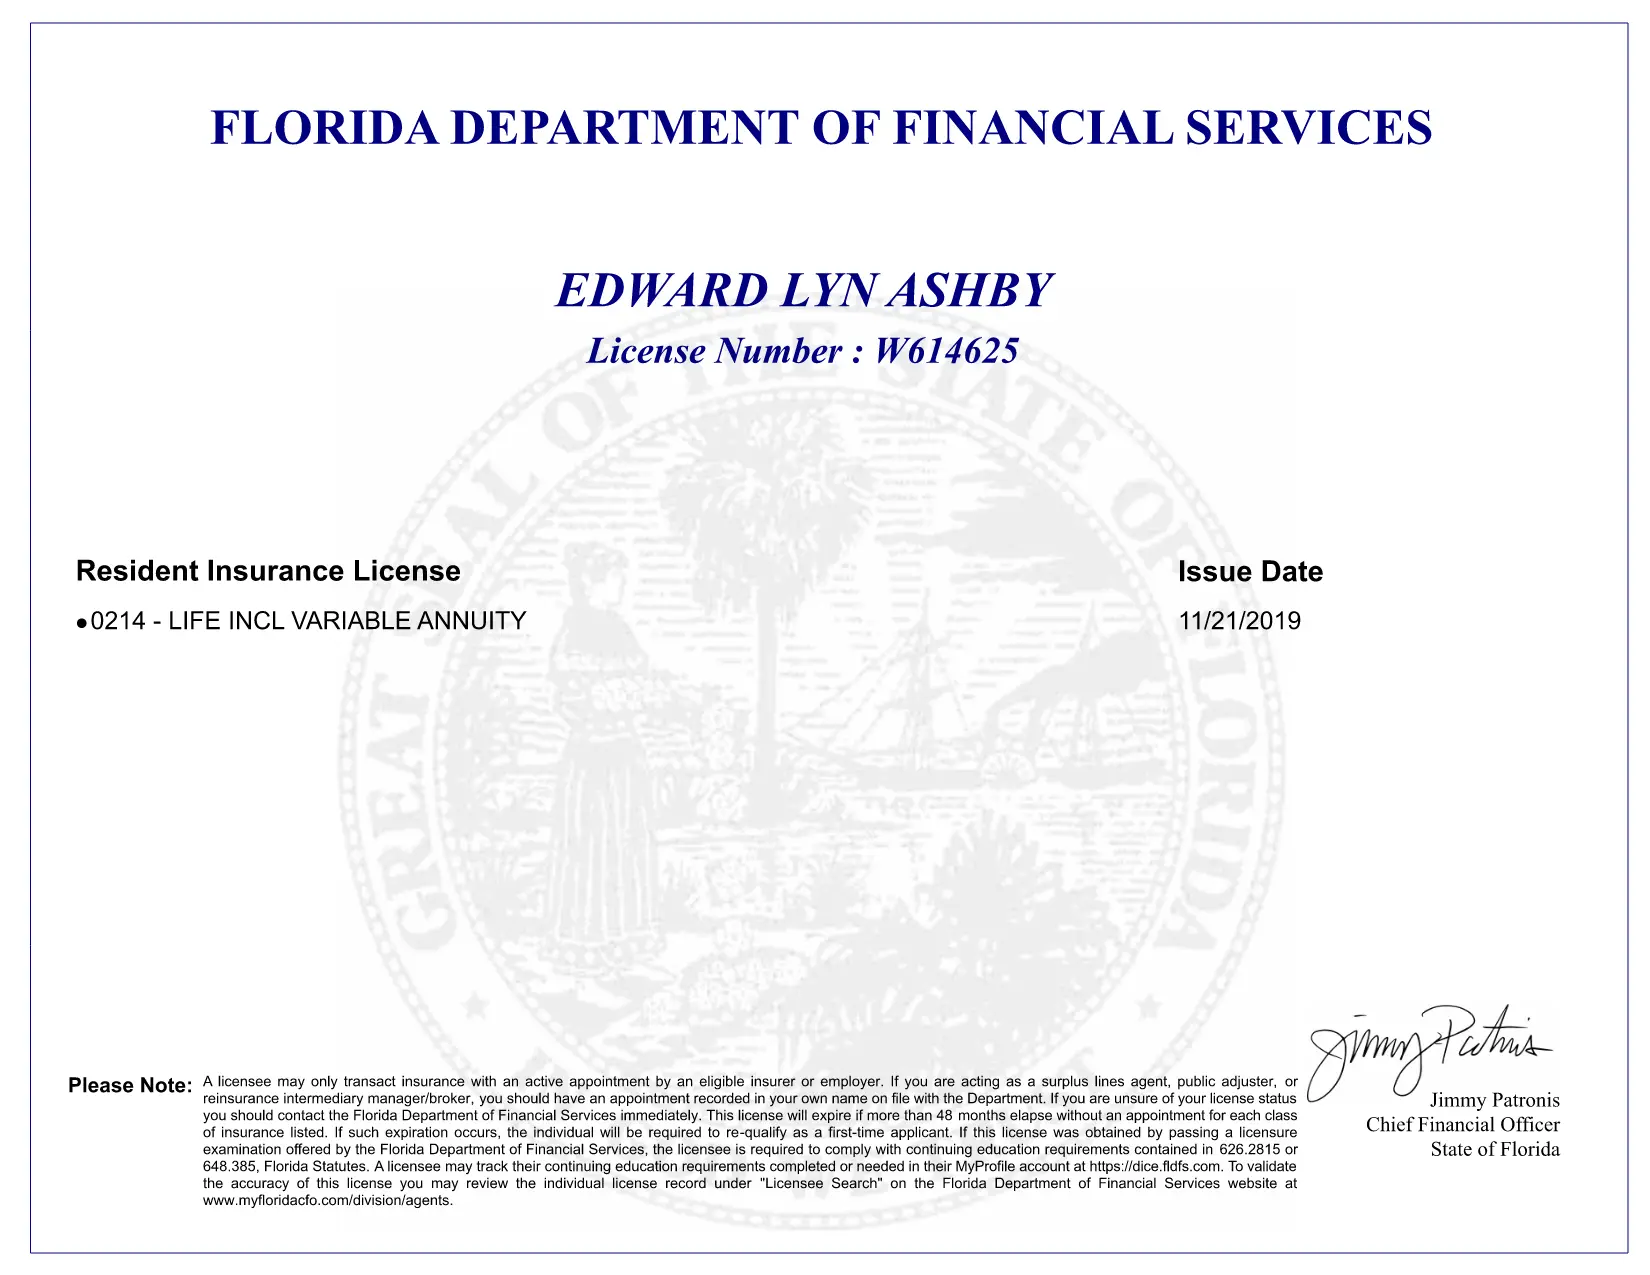 FLORIDA DEPARTMENT OF FINANCIAL SERVICES
EDWARD LYN ASHBY
License Number : W614625
GREAT SEAL OF THE STATE OF FLORIDA
Resident Insurance License
Issue Date
● 0214 - LIFE INCL VARIABLE ANNUITY
11/21/2019
Please Note:
A licensee may only transact insurance with an active appointment by an eligible insurer or employer. If you are acting as a surplus lines agent, public adjuster, or
reinsurance intermediary manager/broker, you should have an appointment recorded in your own name on file with the Department. If you are unsure of your license status
you should contact the Florida Department of Financial Services immediately. This license will expire if more than 48 months elapse without an appointment for each class
of insurance listed. If such expiration occurs, the individual will be required to re-qualify as a first-time applicant. If this license was obtained by passing a licensure
examination offered by the Florida Department of Financial Services, the licensee is required to comply with continuing education requirements contained in 626.2815 or
648.385, Florida Statutes. A licensee may track their continuing education requirements completed or needed in their MyProfile account at https://dice.fldfs.com. To validate
the accuracy of this license you may review the individual license record under "Licensee Search" on the Florida Department of Financial Services website at
www.myfloridacfo.com/division/agents.
Jimmy Patronis
Jimmy Patronis
Chief Financial Officer
State of Florida